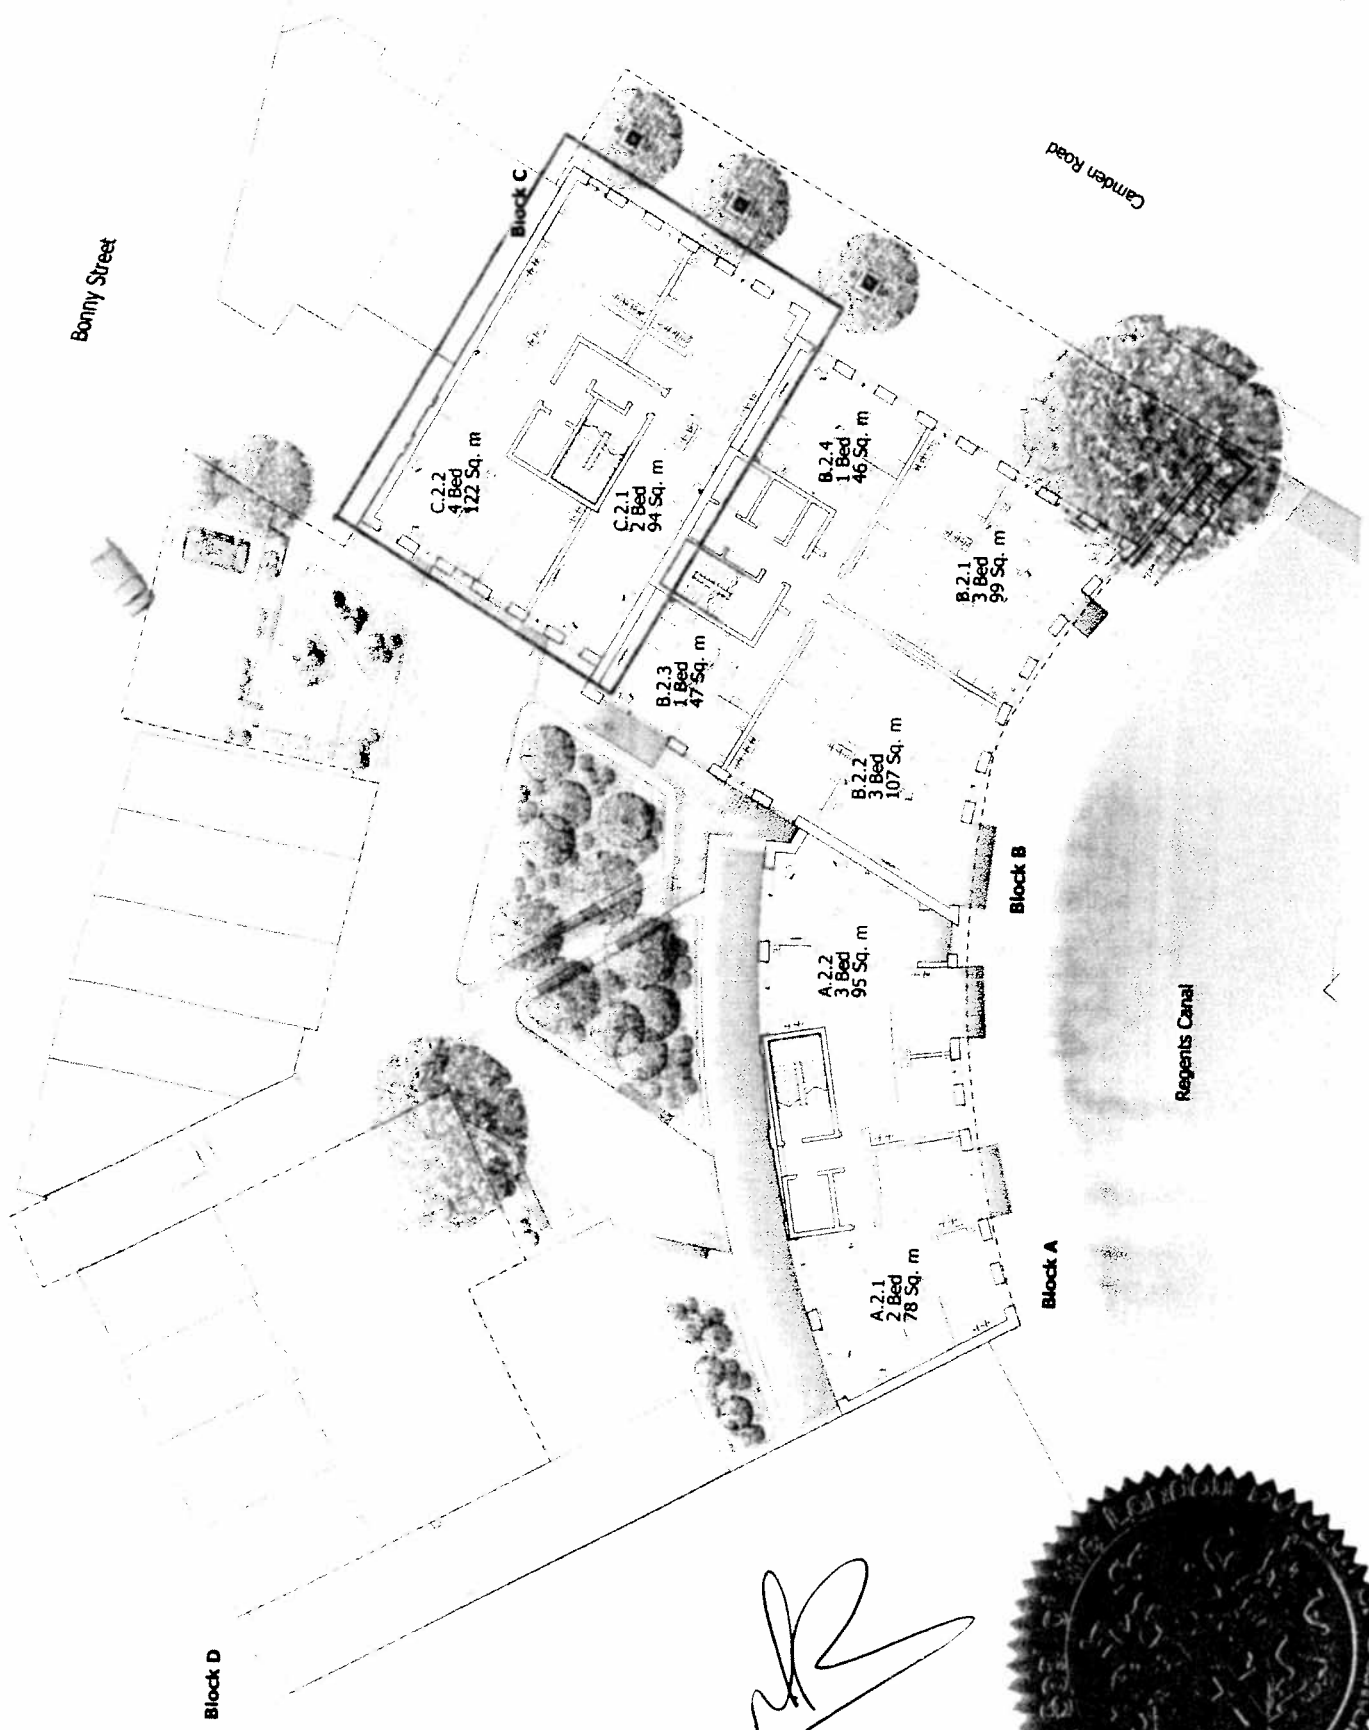 Bonny Street
Camden Road
Block C
C.2.2
4 Bed
122 Sq. m
C.2.1
2 Bed
94 Sq. m
B.2.4
1 Bed
46 Sq. m
B.2.1
3 Bed
99 Sq. m
B.2.3
1 Bed
47 Sq. m
B.2.2
3 Bed
107 Sq. m
Block B
A.2.2
3 Bed
95 Sq. m
Regents Canal
A.2.1
2 Bed
78 Sq. m
Block A
Block D